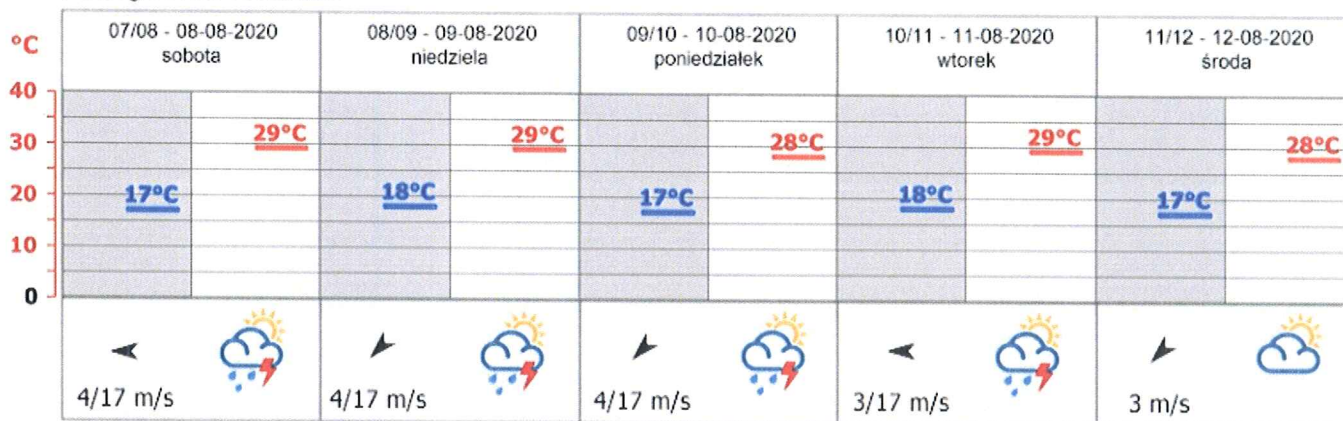 07/08 - 08-08-2020
sobota
08/09 - 09-08-2020
niedziela
09/10 - 10-08-2020
poniedziałek
10/11 - 11-08-2020
wtorek
11/12 - 12-08-2020
środa
°C
40
30
20
10
0
29°C
29°C
28°C
29°C
28°C
17°C
18°C
17°C
18°C
17°C
4/17 m/s
4/17 m/s
4/17 m/s
3/17 m/s
3 m/s